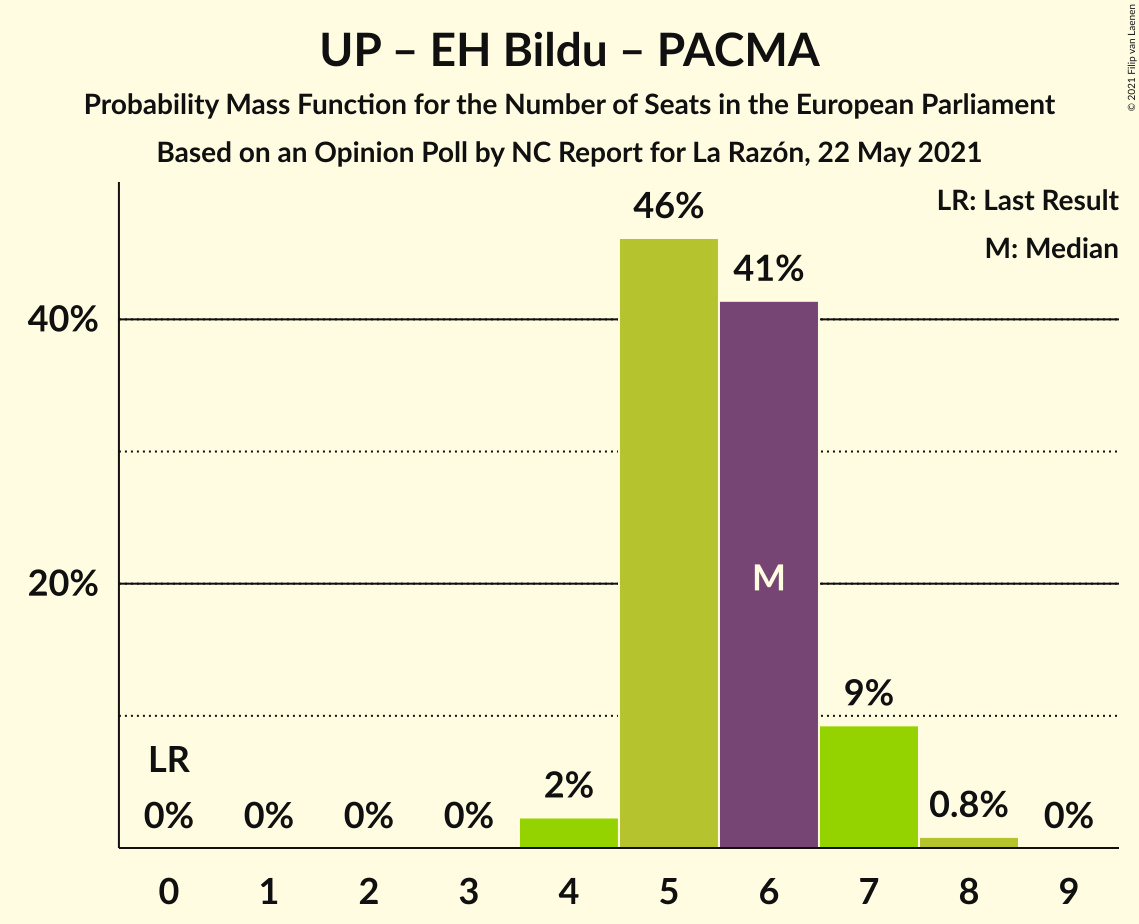 UP – EH Bildu – PACMA
Probability Mass Function for the Number of Seats in the European Parliament
Based on an Opinion Poll by NC Report for La Razón, 22 May 2021
© 2021 Filip van Laenen
LR: Last Result
M: Median
46%
41%
40%
20%
M
9%
LR
2%
0.8%
0% 0% 0% 0% 0%
0 1 2 3 4 5 6 7 8 9